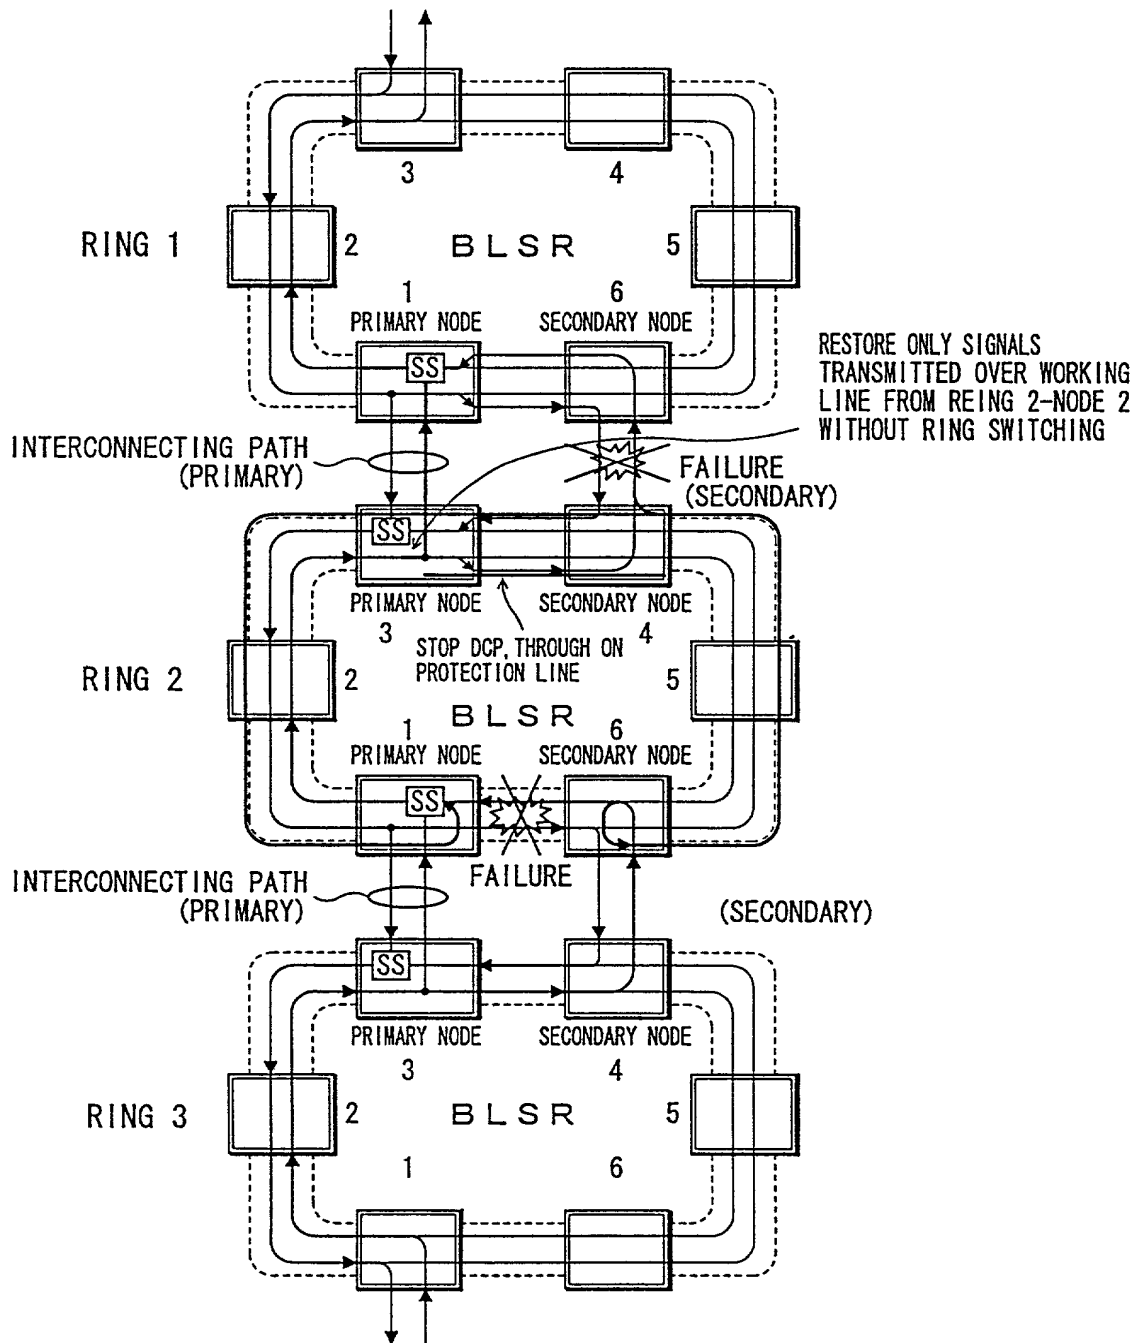 3
4
RING 1
2
BLSR
5
1
6
PRIMARY NODE
SECONDARY NODE
SS
RESTORE ONLY SIGNALS
TRANSMITTED OVER WORKING
LINE FROM REING 2-NODE 2
WITHOUT RING SWITCHING
INTERCONNECTING PATH
(PRIMARY)
FAILURE
(SECONDARY)
SS
PRIMARY NODE
SECONDARY NODE
3
4
STOP DCP, THROUGH ON
PROTECTION LINE
RING 2
2
5
BLSR
1
6
PRIMARY NODE
SECONDARY NODE
SS
FAILURE
INTERCONNECTING PATH
(PRIMARY)
(SECONDARY)
SS
PRIMARY NODE
SECONDARY NODE
3
4
RING 3
2
BLSR
5
1
6